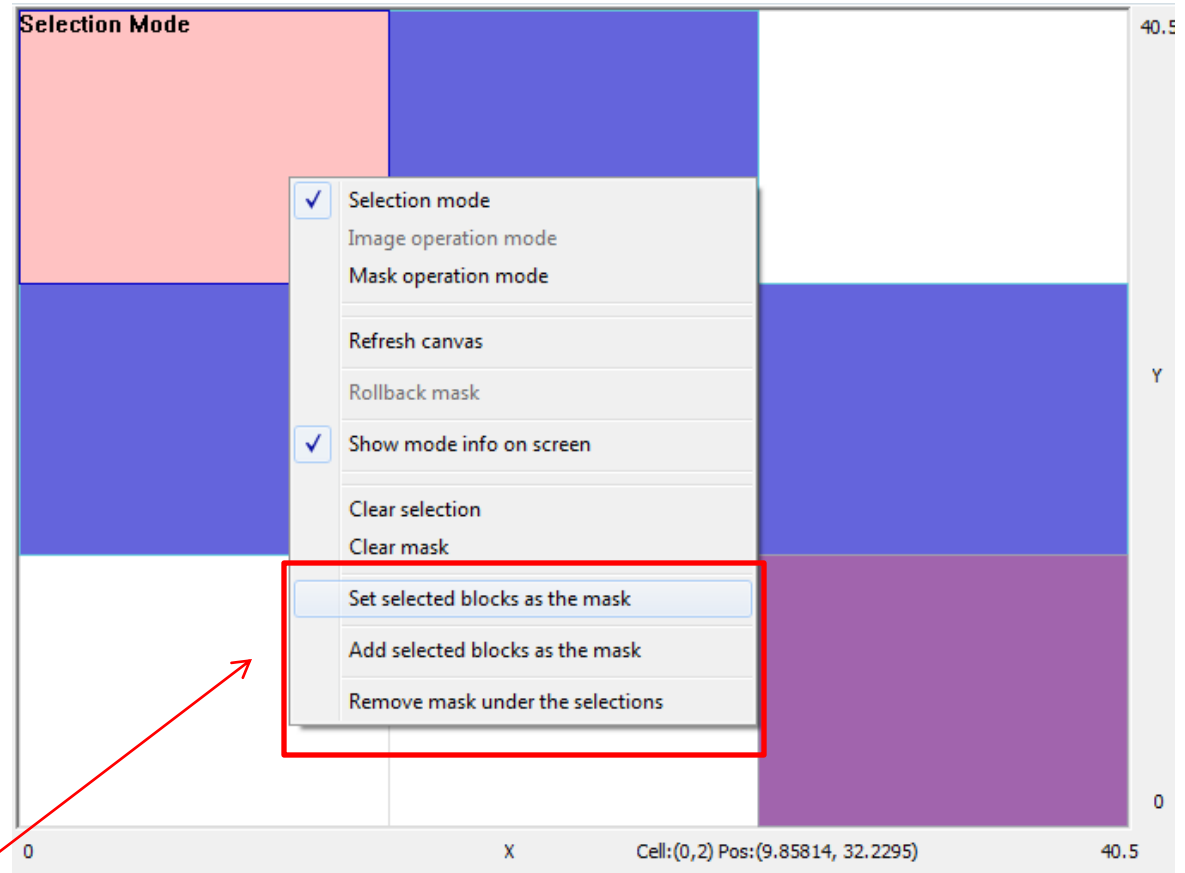 Selection Mode
40.5
Selection mode
Image operation mode
Mask operation mode
Refresh canvas
Y
Rollback mask
Show mode info on screen
Clear selection
Clear mask
Set selected blocks as the mask
Add selected blocks as the mask
Remove mask under the selections
0
0 X Cell:(0,2) Pos:(9.85814, 32.2295) 40.5